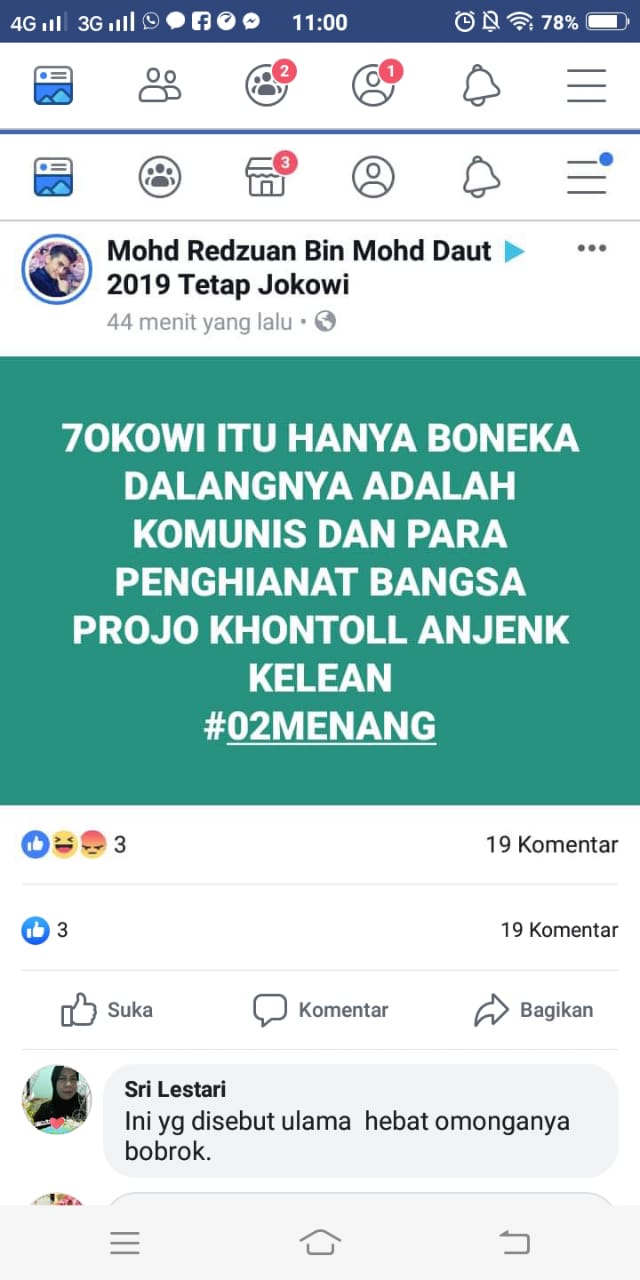 4G 3G 11:00 78%
2 1
3
Mohd Redzuan Bin Mohd Daut
2019 Tetap Jokowi
44 menit yang lalu •
7OKOWI ITU HANYA BONEKA
DALANGNYA ADALAH
KOMUNIS DAN PARA
PENGHIANAT BANGSA
PROJO KHONTOLL ANJENK
KELEAN
#02MENANG
3 19 Komentar
3 19 Komentar
Suka Komentar Bagikan
Sri Lestari
Ini yg disebut ulama hebat omonganya
bobrok.